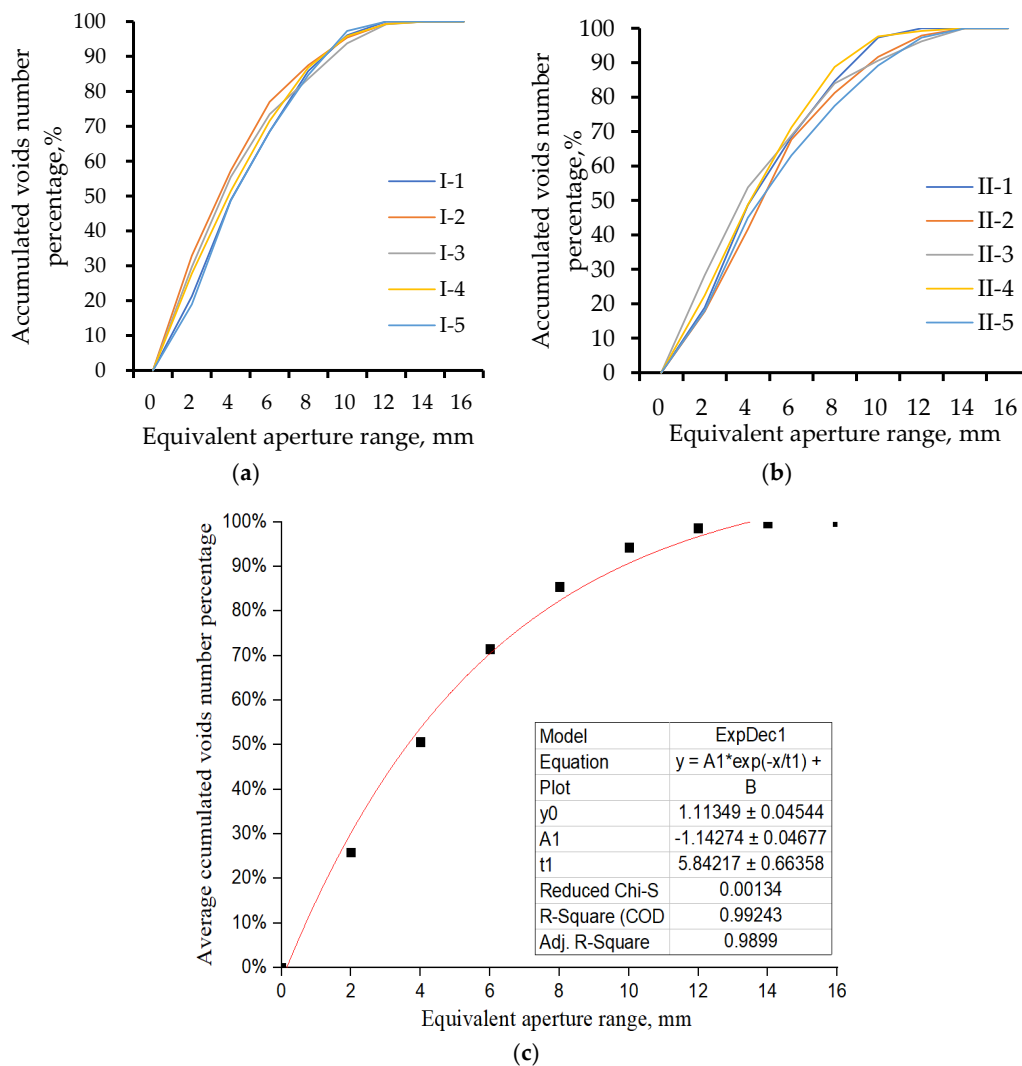 100
90
80
70
60
50
40
30
20
10
0
Accumulated voids number
percentage,%
I-1
I-2
I-3
I-4
I-5
0 2 4 6 8 10 12 14 16
Equivalent aperture range, mm
(a)
100
90
80
70
60
50
40
30
20
10
0
Accumulated voids number
percentage,%
II-1
II-2
II-3
II-4
II-5
0 2 4 6 8 10 12 14 16
Equivalent aperture range, mm
(b)
100%
90%
80%
70%
60%
50%
40%
30%
20%
10%
0%
Average ccumulated voids number percentage
Model ExpDec1
Equation y = A1*exp(-x/t1) +
Plot B
y0 1.11349 ± 0.04544
A1 -1.14274 ± 0.04677
t1 5.84217 ± 0.66358
Reduced Chi-S 0.00134
R-Square (COD 0.99243
Adj. R-Square 0.9899
0 2 4 6 8 10 12 14 16
Equivalent aperture range, mm
(c)